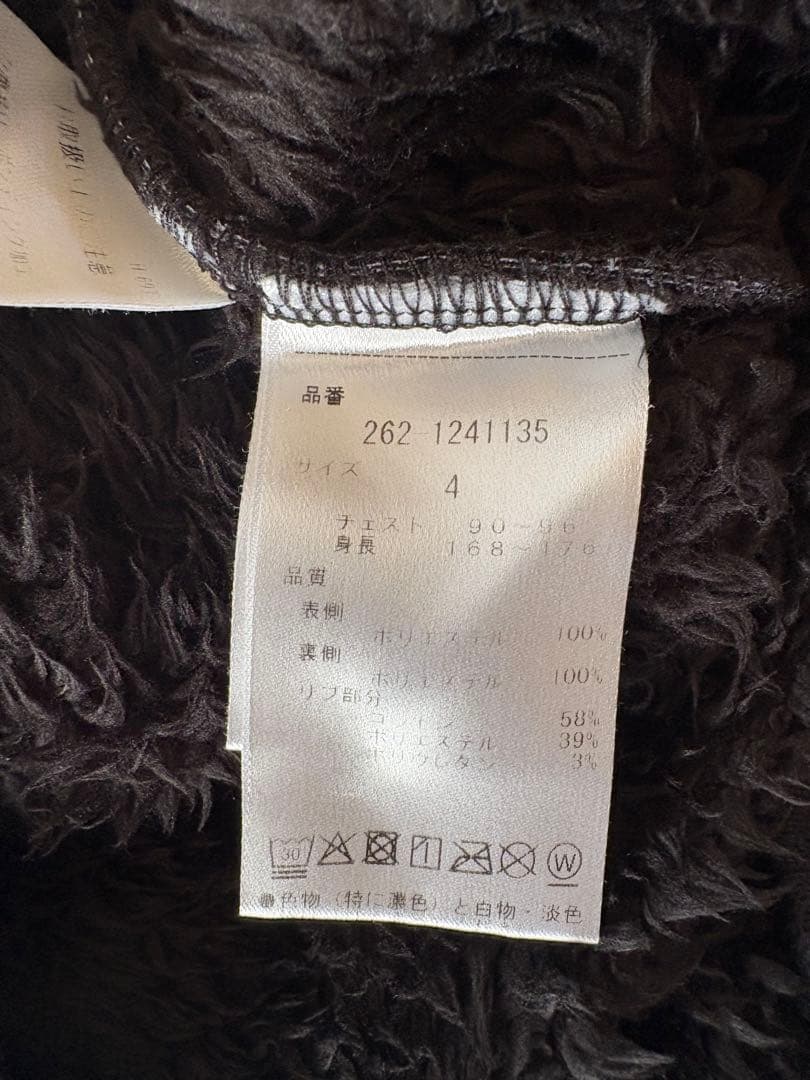 品番
262-1241135
サイズ
4
チェスト 90～96
身長 168～176
品質
表側
ポリエステル 100%
裏側
ポリエステル 100%
リブ部分
コットン 58%
ポリエステル 39%
ポリウレタン 3%
30
W
色物(特に濃色)と白物・淡色